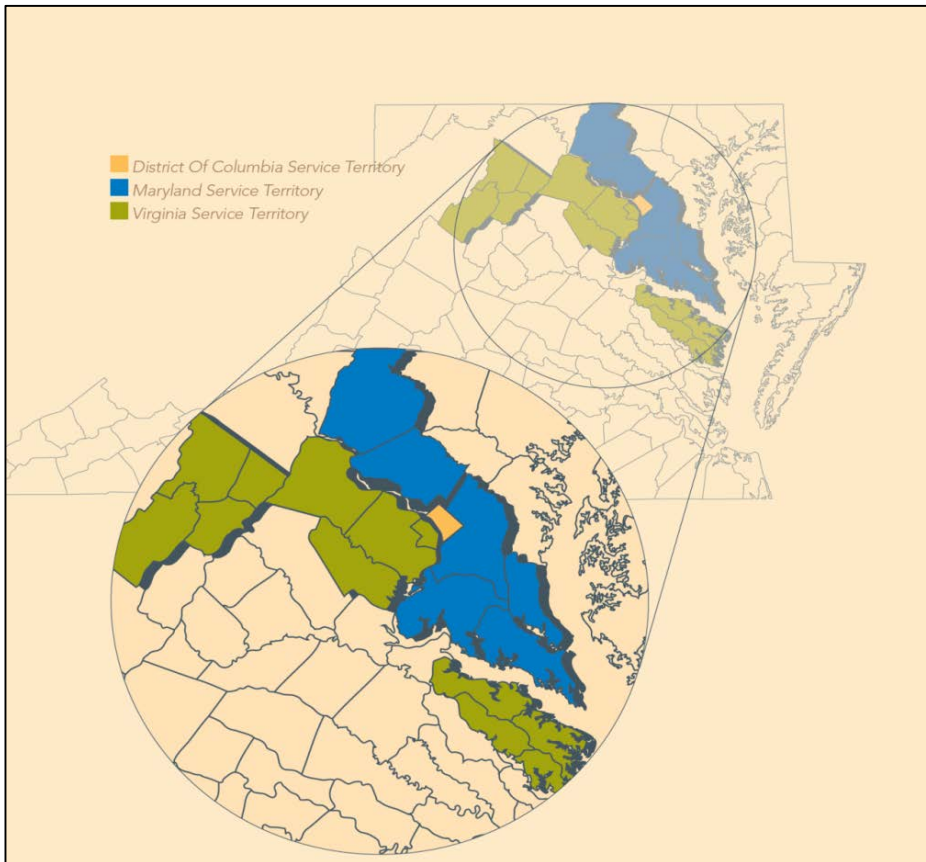 District Of Columbia Service Territory
Maryland Service Territory
Virginia Service Territory